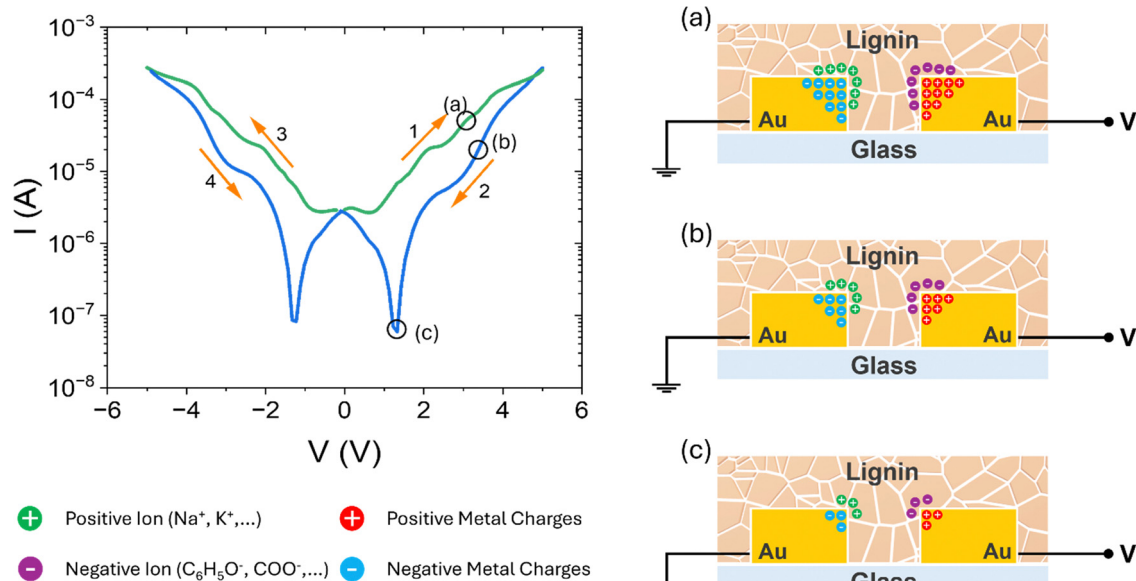 10⁻³
10⁻⁴
10⁻⁵
10⁻⁶
10⁻⁷
10⁻⁸
I (A)
−6 −4 −2 0 2 4 6
V (V)
1
2
3
4
(a)
(b)
(c)
+ Positive Ion (Na⁺, K⁺,...)
+ Positive Metal Charges
− Negative Ion (C₆H₅O⁻, COO⁻,...)
− Negative Metal Charges
(a)
Lignin
Au Au V
Glass
(b)
Lignin
Au Au V
Glass
(c)
Lignin
Au Au V
Glass